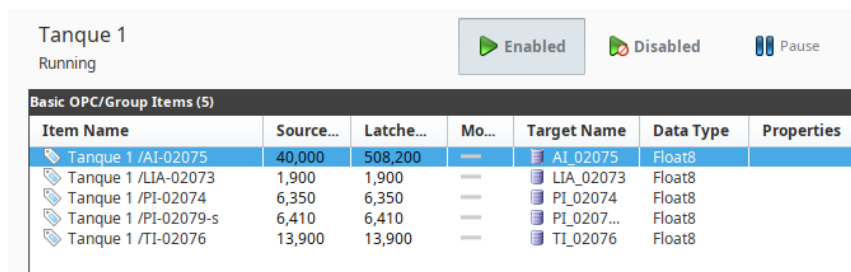 Tanque 1
Running
Enabled Disabled Pause
Basic OPC/Group Items (5)
Item Name Source... Latche... Mo... Target Name Data Type Properties
Tanque 1 /AI-02075 40,000 508,200 AI_02075 Float8
Tanque 1 /LIA-02073 1,900 1,900 LIA_02073 Float8
Tanque 1 /PI-02074 6,350 6,350 PI_02074 Float8
Tanque 1 /PI-02079-s 6,410 6,410 PI_0207... Float8
Tanque 1 /TI-02076 13,900 13,900 TI_02076 Float8